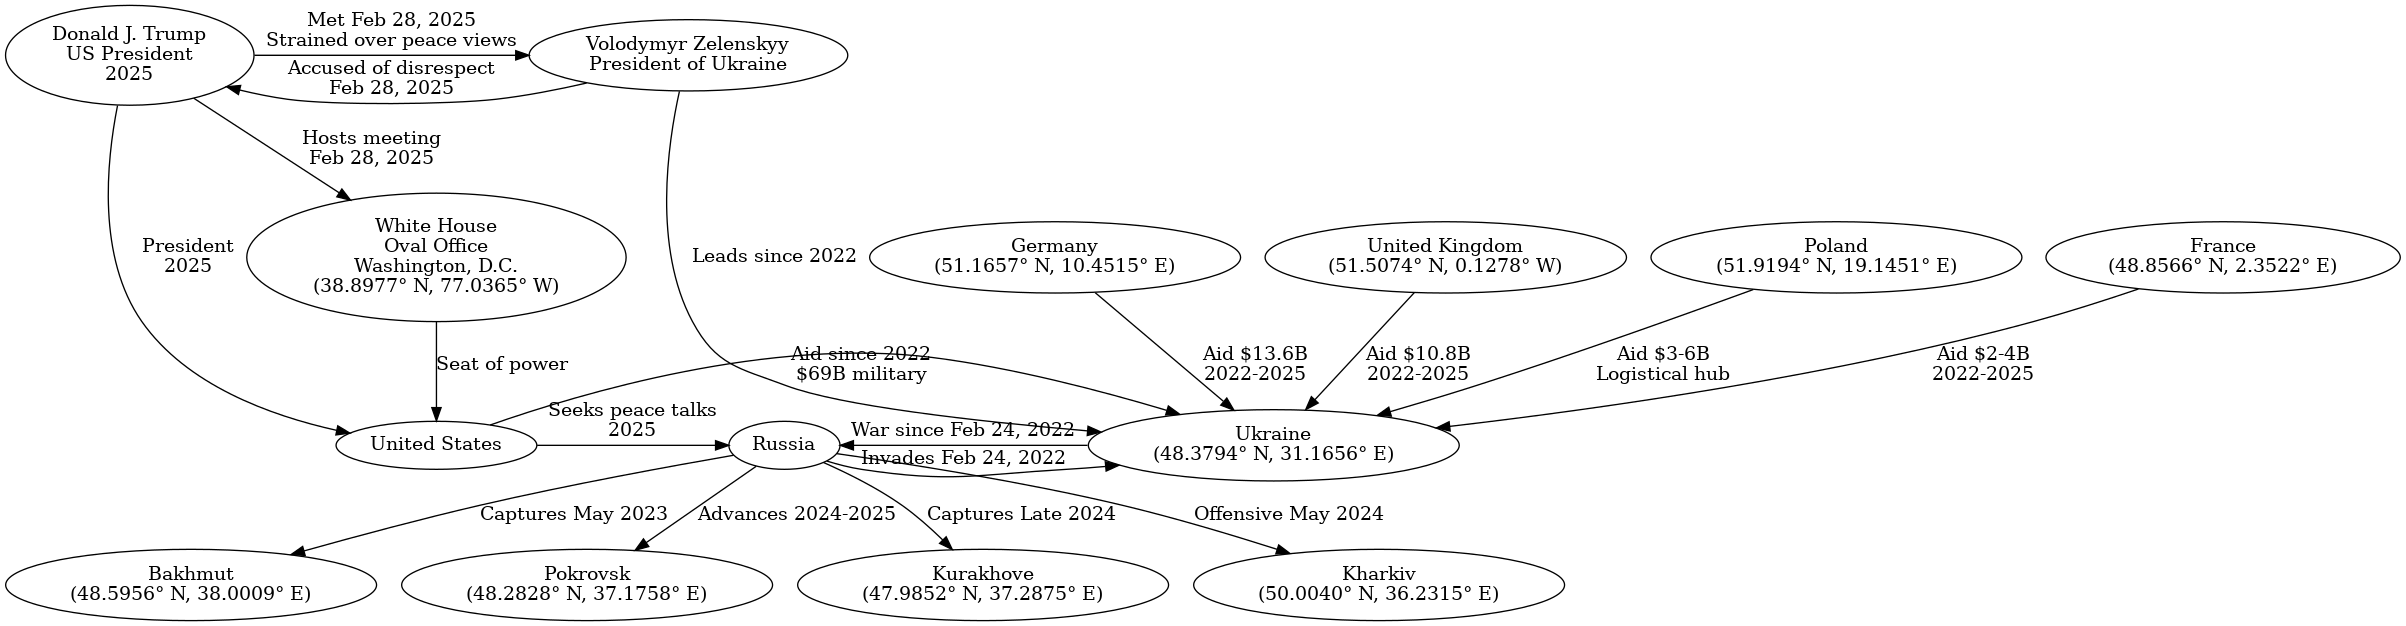 Donald J. Trump
US President
2025
Met Feb 28, 2025
Strained over peace views
Accused of disrespect
Feb 28, 2025
Volodymyr Zelenskyy
President of Ukraine
Hosts meeting
Feb 28, 2025
President
2025
White House
Oval Office
Washington, D.C.
(38.8977° N, 77.0365° W)
Leads since 2022
Germany
(51.1657° N, 10.4515° E)
United Kingdom
(51.5074° N, 0.1278° W)
Poland
(51.9194° N, 19.1451° E)
France
(48.8566° N, 2.3522° E)
Seat of power
Aid since 2022
$69B military
Aid $13.6B
2022-2025
Aid $10.8B
2022-2025
Aid $3-6B
Logistical hub
Aid $2-4B
2022-2025
United States
Seeks peace talks
2025
Russia
War since Feb 24, 2022
Invades Feb 24, 2022
Ukraine
(48.3794° N, 31.1656° E)
Captures May 2023
Advances 2024-2025
Captures Late 2024
Offensive May 2024
Bakhmut
(48.5956° N, 38.0009° E)
Pokrovsk
(48.2828° N, 37.1758° E)
Kurakhove
(47.9852° N, 37.2875° E)
Kharkiv
(50.0040° N, 36.2315° E)